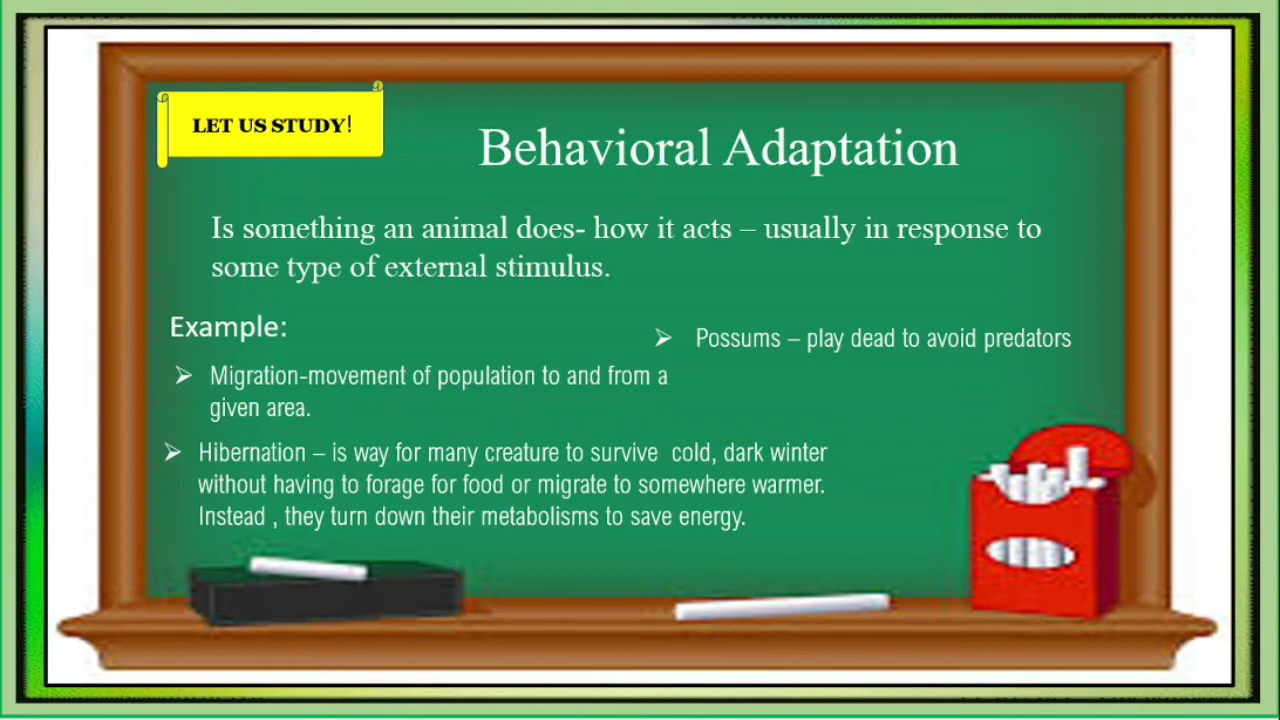 LET US STUDY!
Behavioral Adaptation
Is something an animal does- how it acts – usually in response to
some type of external stimulus.
Example:
➢ Possums – play dead to avoid predators
➢ Migration-movement of population to and from a
given area.
➢ Hibernation – is way for many creature to survive cold, dark winter
without having to forage for food or migrate to somewhere warmer.
Instead , they turn down their metabolisms to save energy.